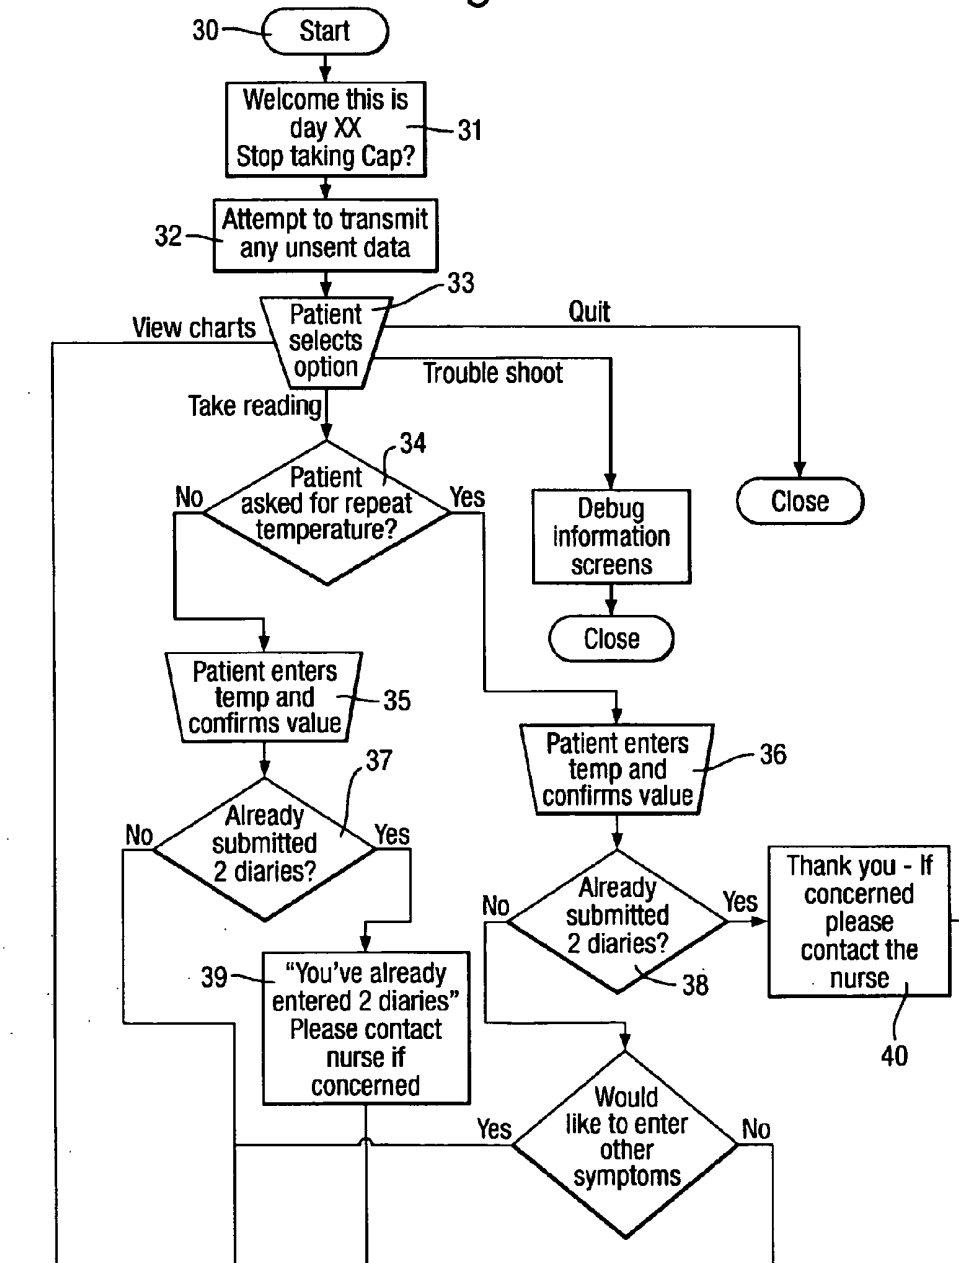 30
Start
Welcome this is
day XX
Stop taking Cap?
31
32
Attempt to transmit
any unsent data
33
Patient
selects
option
View charts
Quit
Trouble shoot
Take reading
34
Patient
asked for repeat
temperature?
No
Yes
Debug
information
screens
Close
Close
Patient enters
temp and
confirms value
35
Patient enters
temp and
confirms value
36
37
Already
submitted
2 diaries?
No
Yes
Already
submitted
2 diaries?
No
Yes
38
Thank you - If
concerned
please
contact the
nurse
40
39
“You’ve already
entered 2 diaries”
Please contact
nurse if
concerned
Would
like to enter
other
symptoms
Yes
No